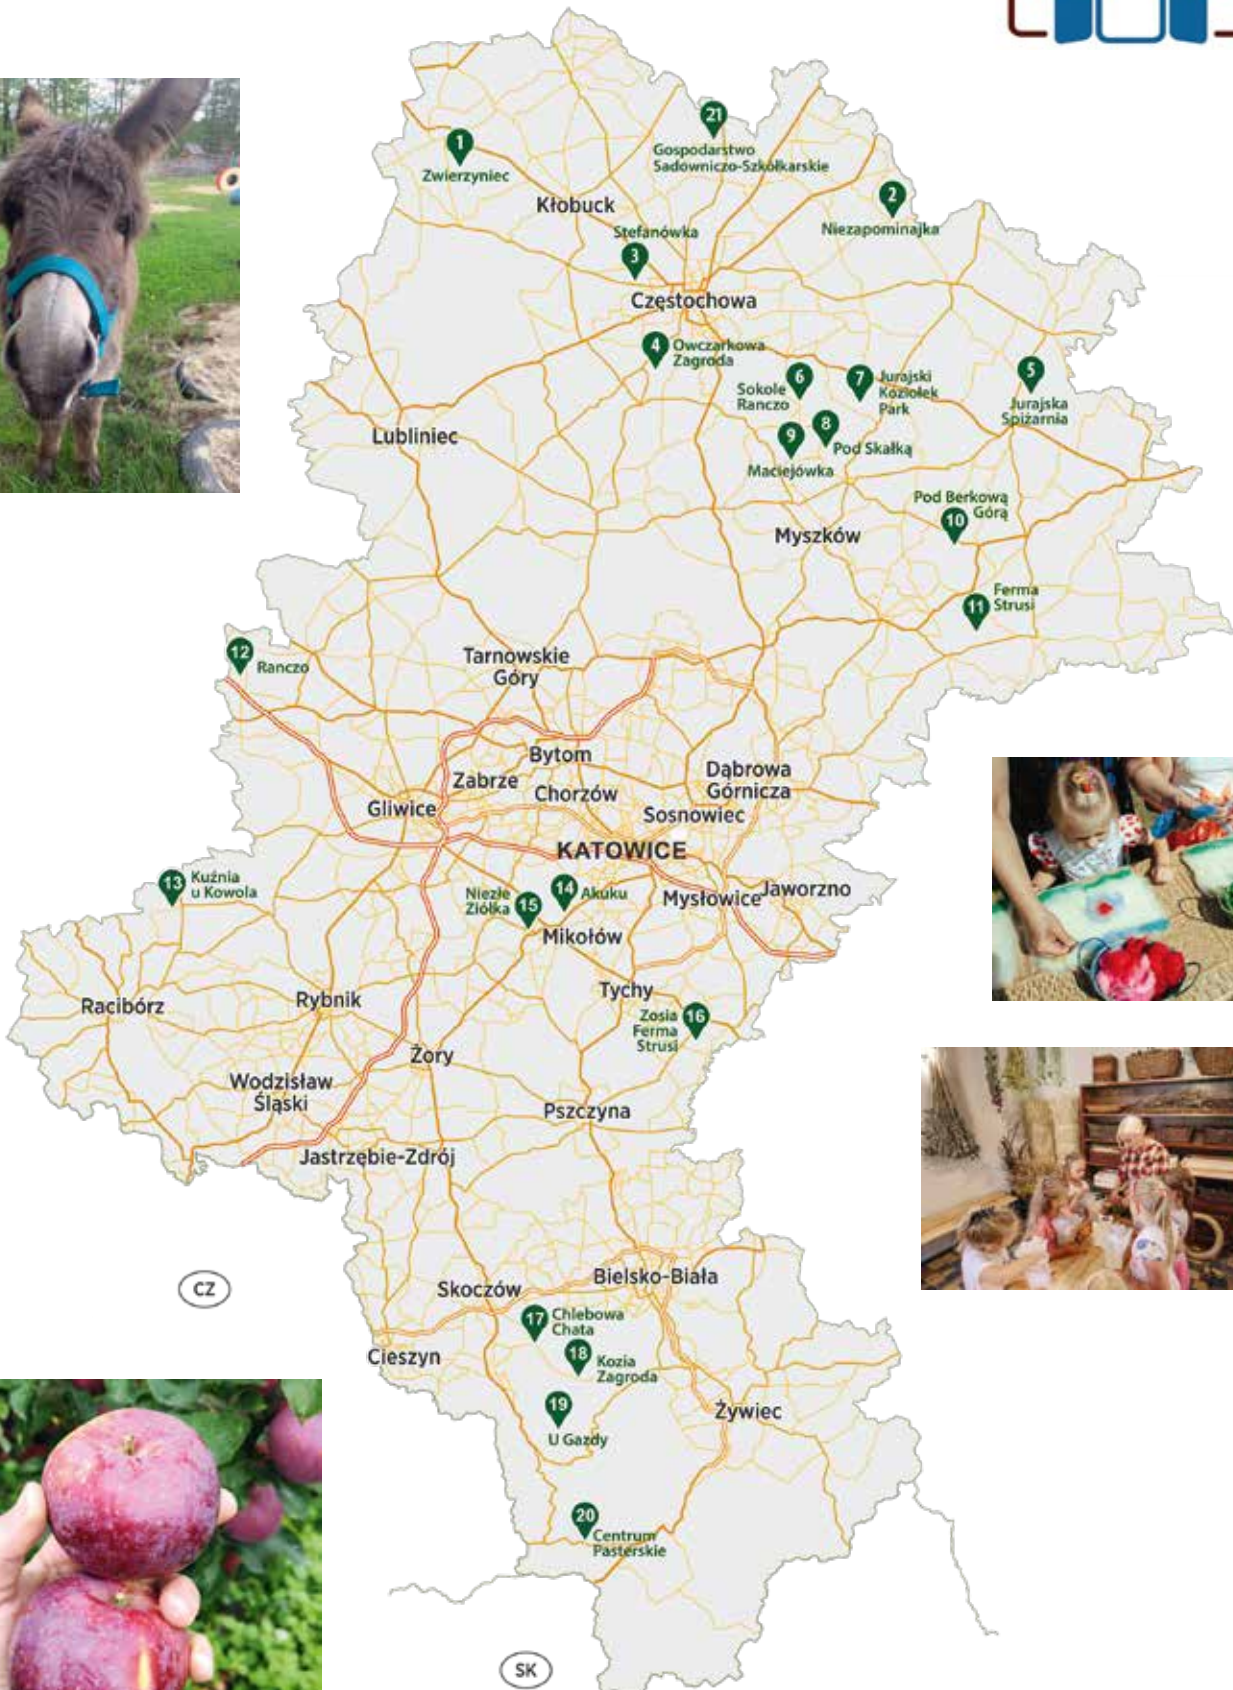 21
Gospodarstwo
Sadowniczo-Szkółkarskie
1
Zwierzyniec
2
Niezapominajka
Kłobuck
Stefanówka
3
Częstochowa
4
Owczarkowa
Zagroda
6
Sokole
Ranczo
7
Jurajski
Koziołek
Park
5
Jurajska
Spiżarnia
8
Pod Skałką
9
Maciejówka
Lubliniec
Pod Berkową
Górą
10
Myszków
Ferma
Strusi
11
12
Ranczo
Tarnowskie
Góry
Bytom
Zabrze
Chorzów
Dąbrowa
Górnicza
Gliwice
Sosnowiec
KATOWICE
13
Kuźnia
u Kowola
14
Akuku
Niezłe
Ziółka
15
Mysłowice
Jaworzno
Mikołów
Racibórz
Rybnik
Tychy
Zosia
Ferma
Strusi
16
Żory
Wodzisław
Śląski
Pszczyna
Jastrzębie-Zdrój
CZ
Skoczów
Bielsko-Biała
17
Chlebowa
Chata
Cieszyn
18
Kozia
Zagroda
19
U Gazdy
Żywiec
20
Centrum
Pasterskie
SK